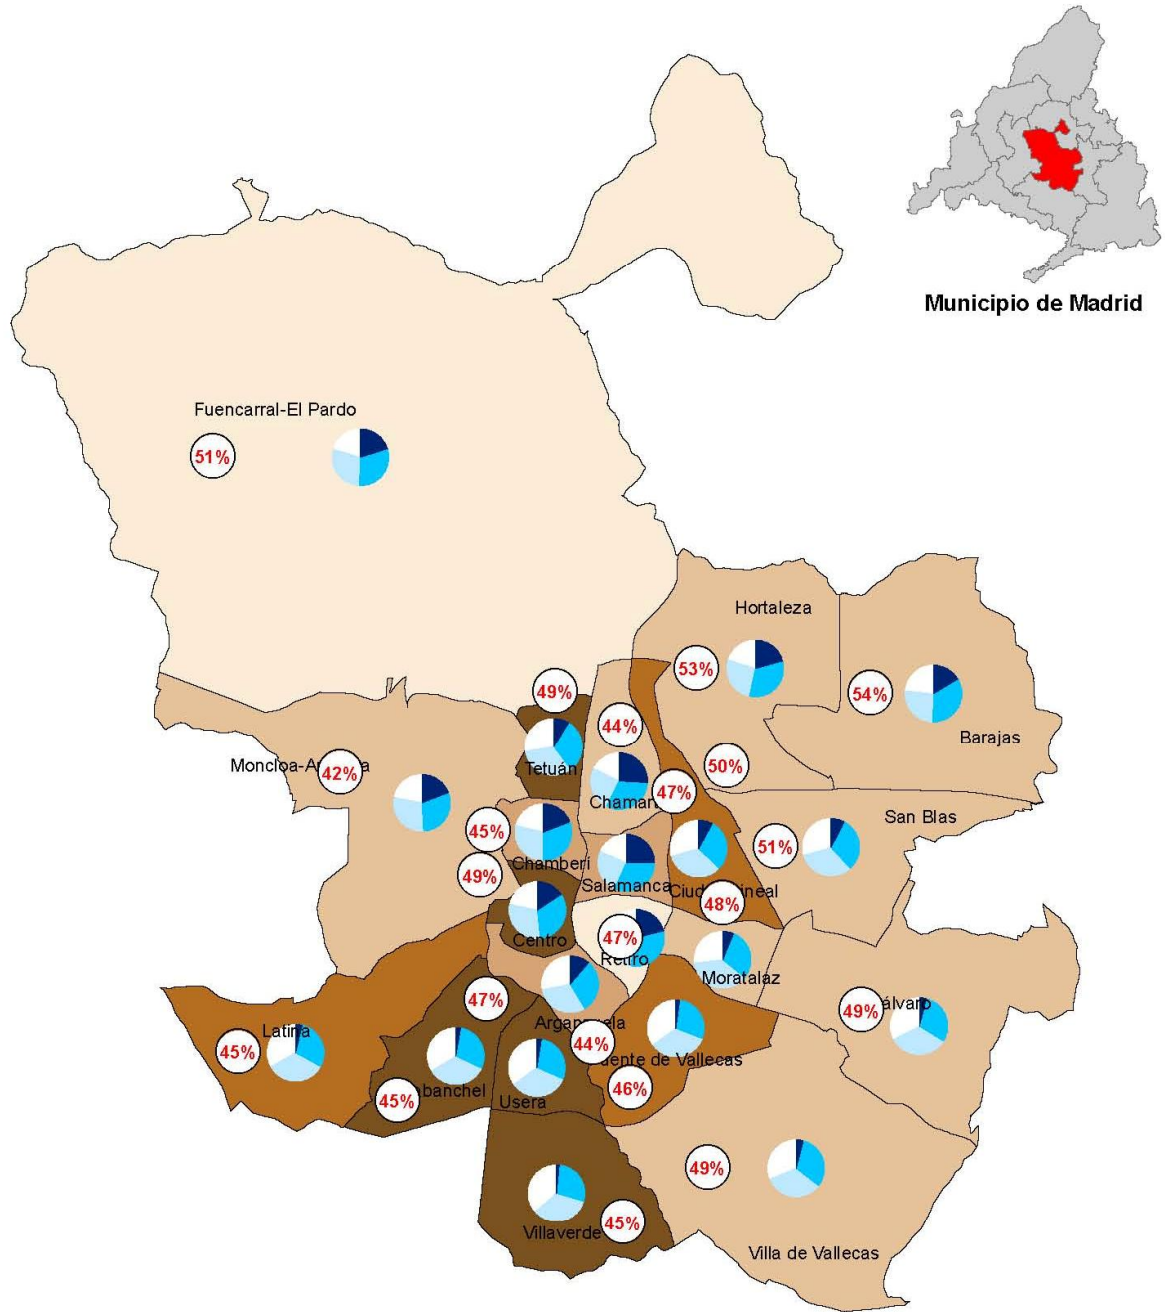 Municipio de Madrid
Fuencarral-El Pardo
51%
Hortaleza
53%
54%
Barajas
49%
44%
50%
Moncloa-A
a
42%
Tetuán
Chamar
47%
San Blas
45%
51%
Chamberí
49%
Salamanca
Ciud
ineal
48%
Centro
47%
Retiro
Moratalaz
47%
49%
álvaro
Latina
45%
Argan
ela
44%
uente de Vallecas
abanchel
46%
45%
Usera
49%
Villaverde
45%
Villa de Vallecas